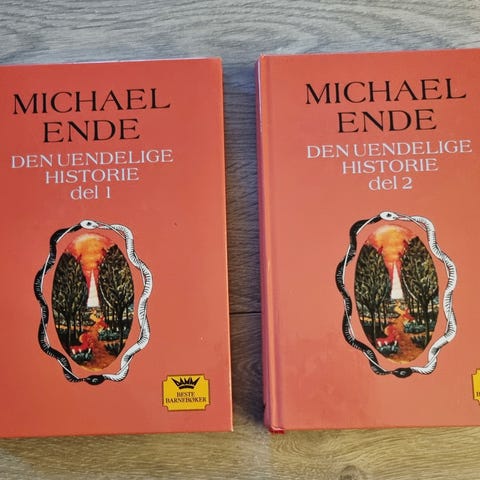 MICHAEL
ENDE
DEN UENDELIGE
HISTORIE
del 1
BESTE
BARNEBØKER
MICHAEL
ENDE
DEN UENDELIGE
HISTORIE
del 2